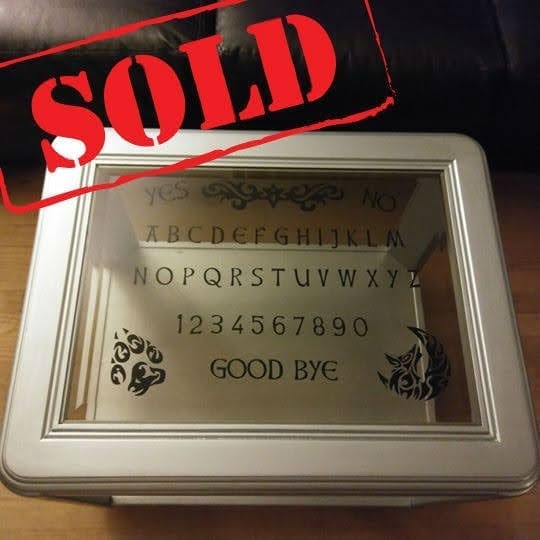 SOLD
YES NO
ABCDEFGHIJKLM
NOPQRSTUVWXYZ
1234567890
GOOD BYE